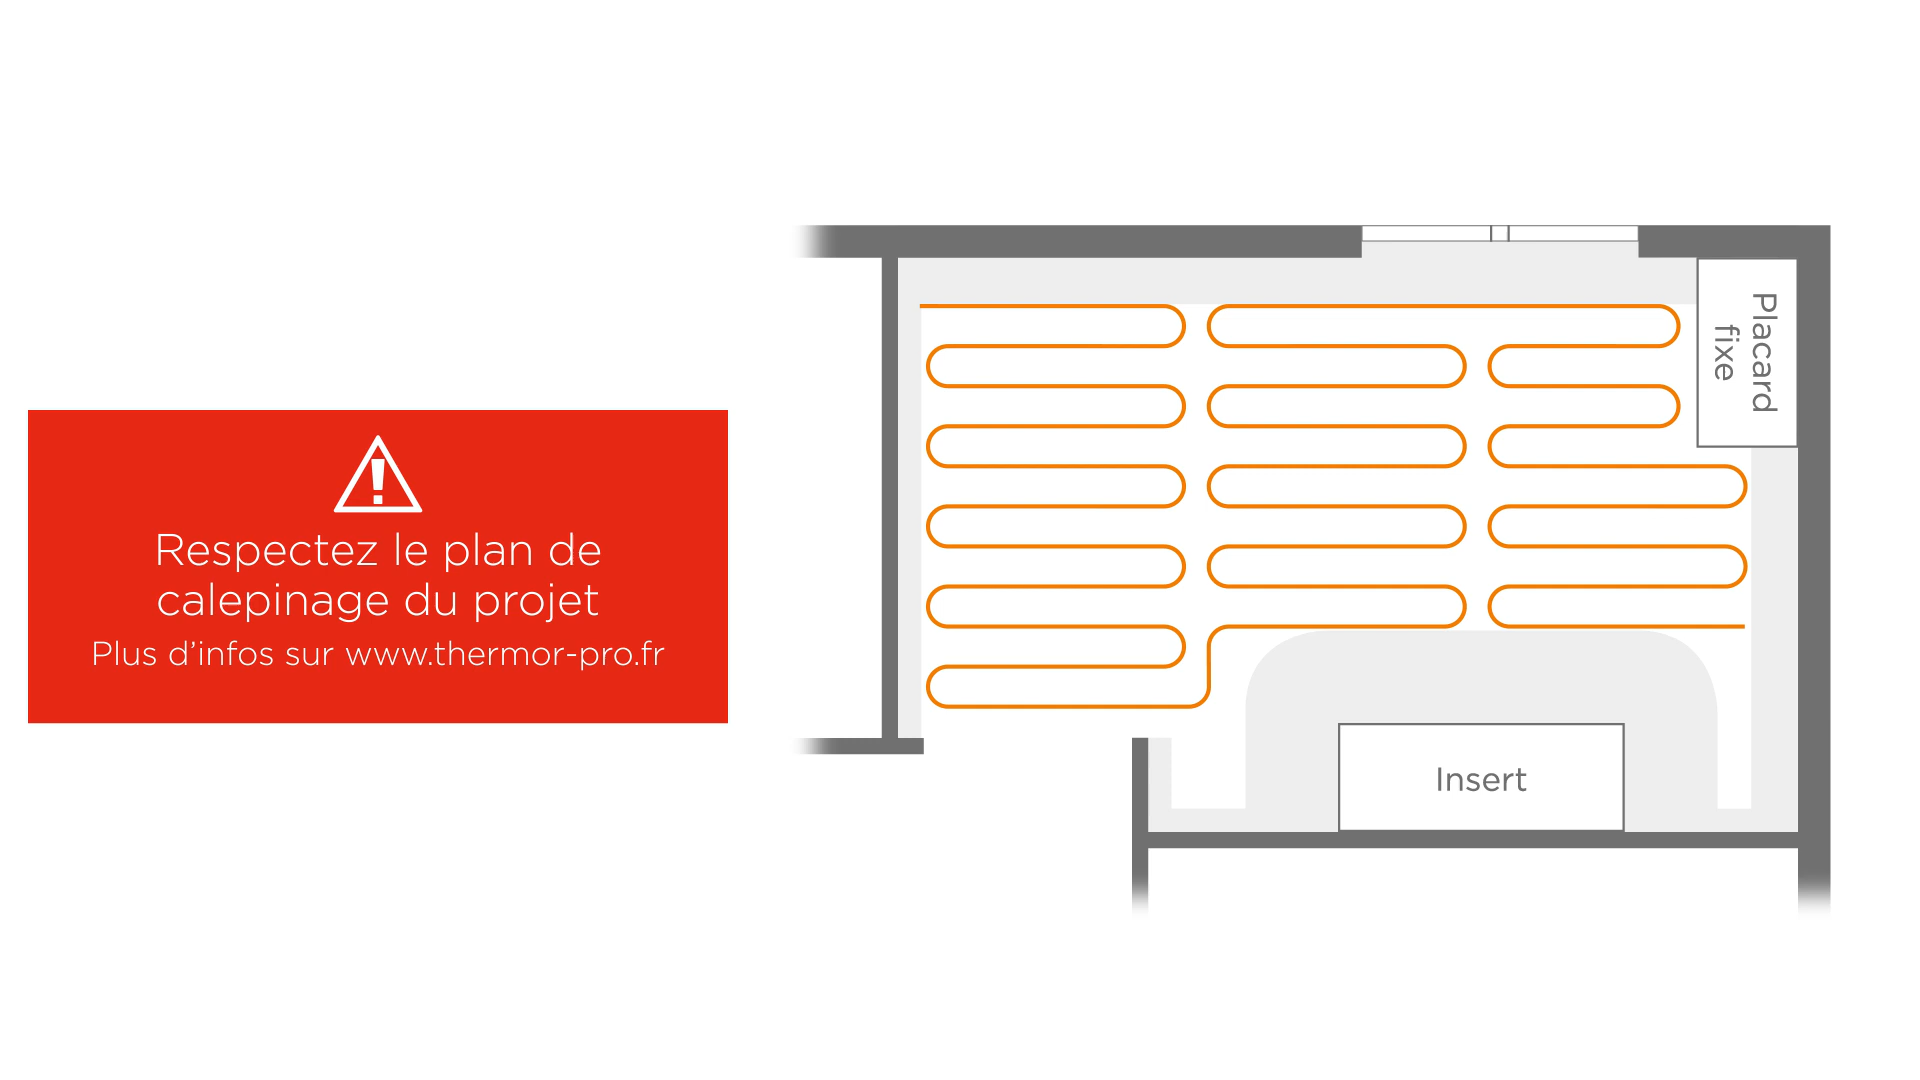 Respectez le plan de
calepinage du projet
Plus d’infos sur www.thermor-pro.fr
Placard
fixe
Insert